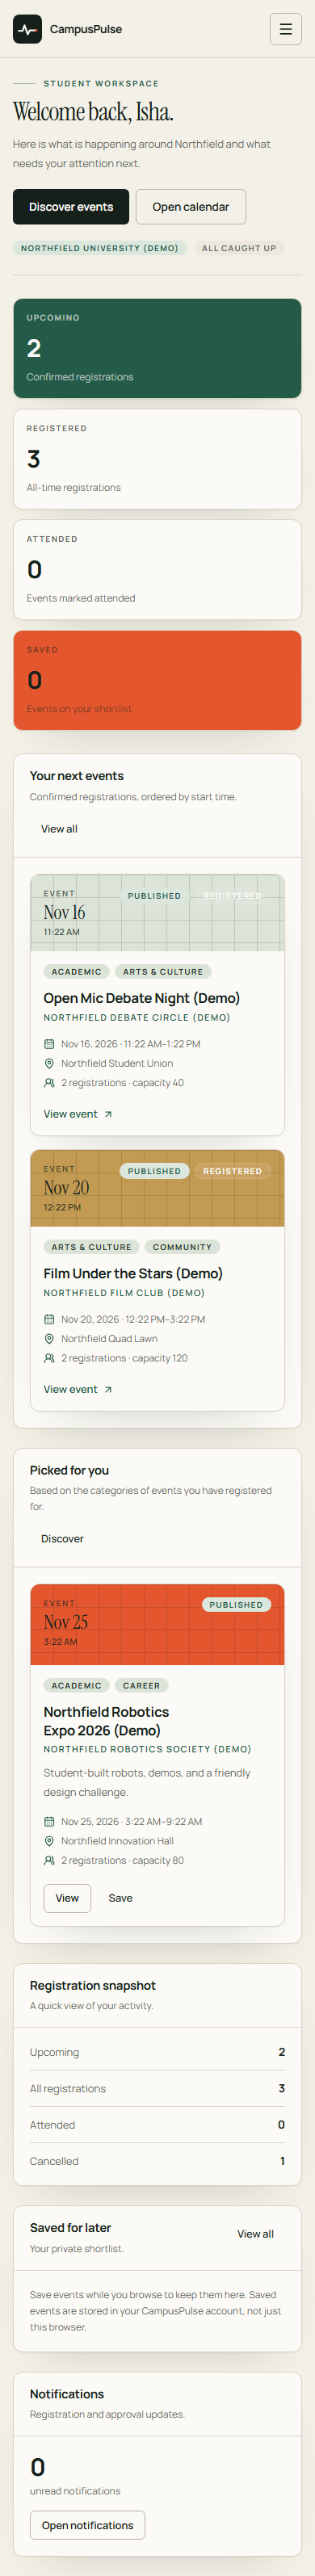 CampusPulse
STUDENT WORKSPACE
Welcome back, Isha.
Here is what is happening around Northfield and what
needs your attention next.
Discover events
Open calendar
NORTHFIELD UNIVERSITY (DEMO)
ALL CAUGHT UP
UPCOMING
2
Confirmed registrations
REGISTERED
3
All-time registrations
ATTENDED
0
Events marked attended
SAVED
0
Events on your shortlist
Your next events
Confirmed registrations, ordered by start time.
View all
EVENT
PUBLISHED
REGISTERED
Nov 16
11:22 AM
ACADEMIC
ARTS & CULTURE
Open Mic Debate Night (Demo)
NORTHFIELD DEBATE CIRCLE (DEMO)
Nov 16, 2026 · 11:22 AM–1:22 PM
Northfield Student Union
2 registrations · capacity 40
View event
EVENT
PUBLISHED
REGISTERED
Nov 20
12:22 PM
ARTS & CULTURE
COMMUNITY
Film Under the Stars (Demo)
NORTHFIELD FILM CLUB (DEMO)
Nov 20, 2026 · 12:22 PM–3:22 PM
Northfield Quad Lawn
2 registrations · capacity 120
View event
Picked for you
Based on the categories of events you have registered
for.
Discover
EVENT
PUBLISHED
Nov 25
3:22 AM
ACADEMIC
CAREER
Northfield Robotics
Expo 2026 (Demo)
NORTHFIELD ROBOTICS SOCIETY (DEMO)
Student-built robots, demos, and a friendly
design challenge.
Nov 25, 2026 · 3:22 AM–9:22 AM
Northfield Innovation Hall
2 registrations · capacity 80
View
Save
Registration snapshot
A quick view of your activity.
Upcoming 2
All registrations 3
Attended 0
Cancelled 1
Saved for later
View all
Your private shortlist.
Save events while you browse to keep them here. Saved
events are stored in your CampusPulse account, not just
this browser.
Notifications
Registration and approval updates.
0
unread notifications
Open notifications